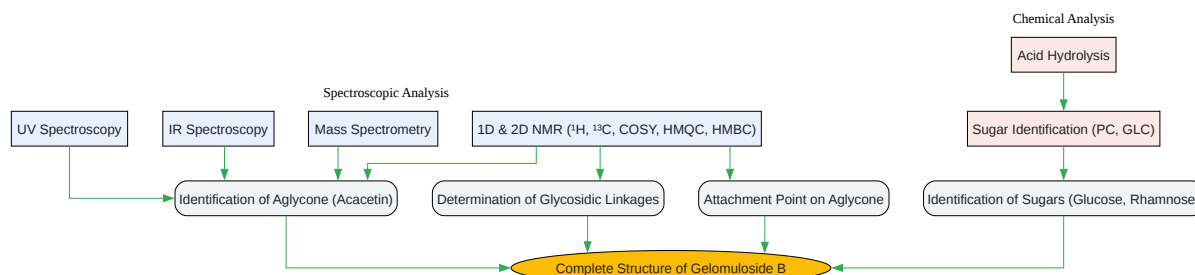 Chemical Analysis
Acid Hydrolysis
Spectroscopic Analysis
UV Spectroscopy
IR Spectroscopy
Mass Spectrometry
1D & 2D NMR (¹H, ¹³C, COSY, HMQC, HMBC)
Sugar Identification (PC, GLC)
Identification of Aglycone (Acacetin)
Determination of Glycosidic Linkages
Attachment Point on Aglycone
Identification of Sugars (Glucose, Rhamnose)
Complete Structure of Gelomuloside B